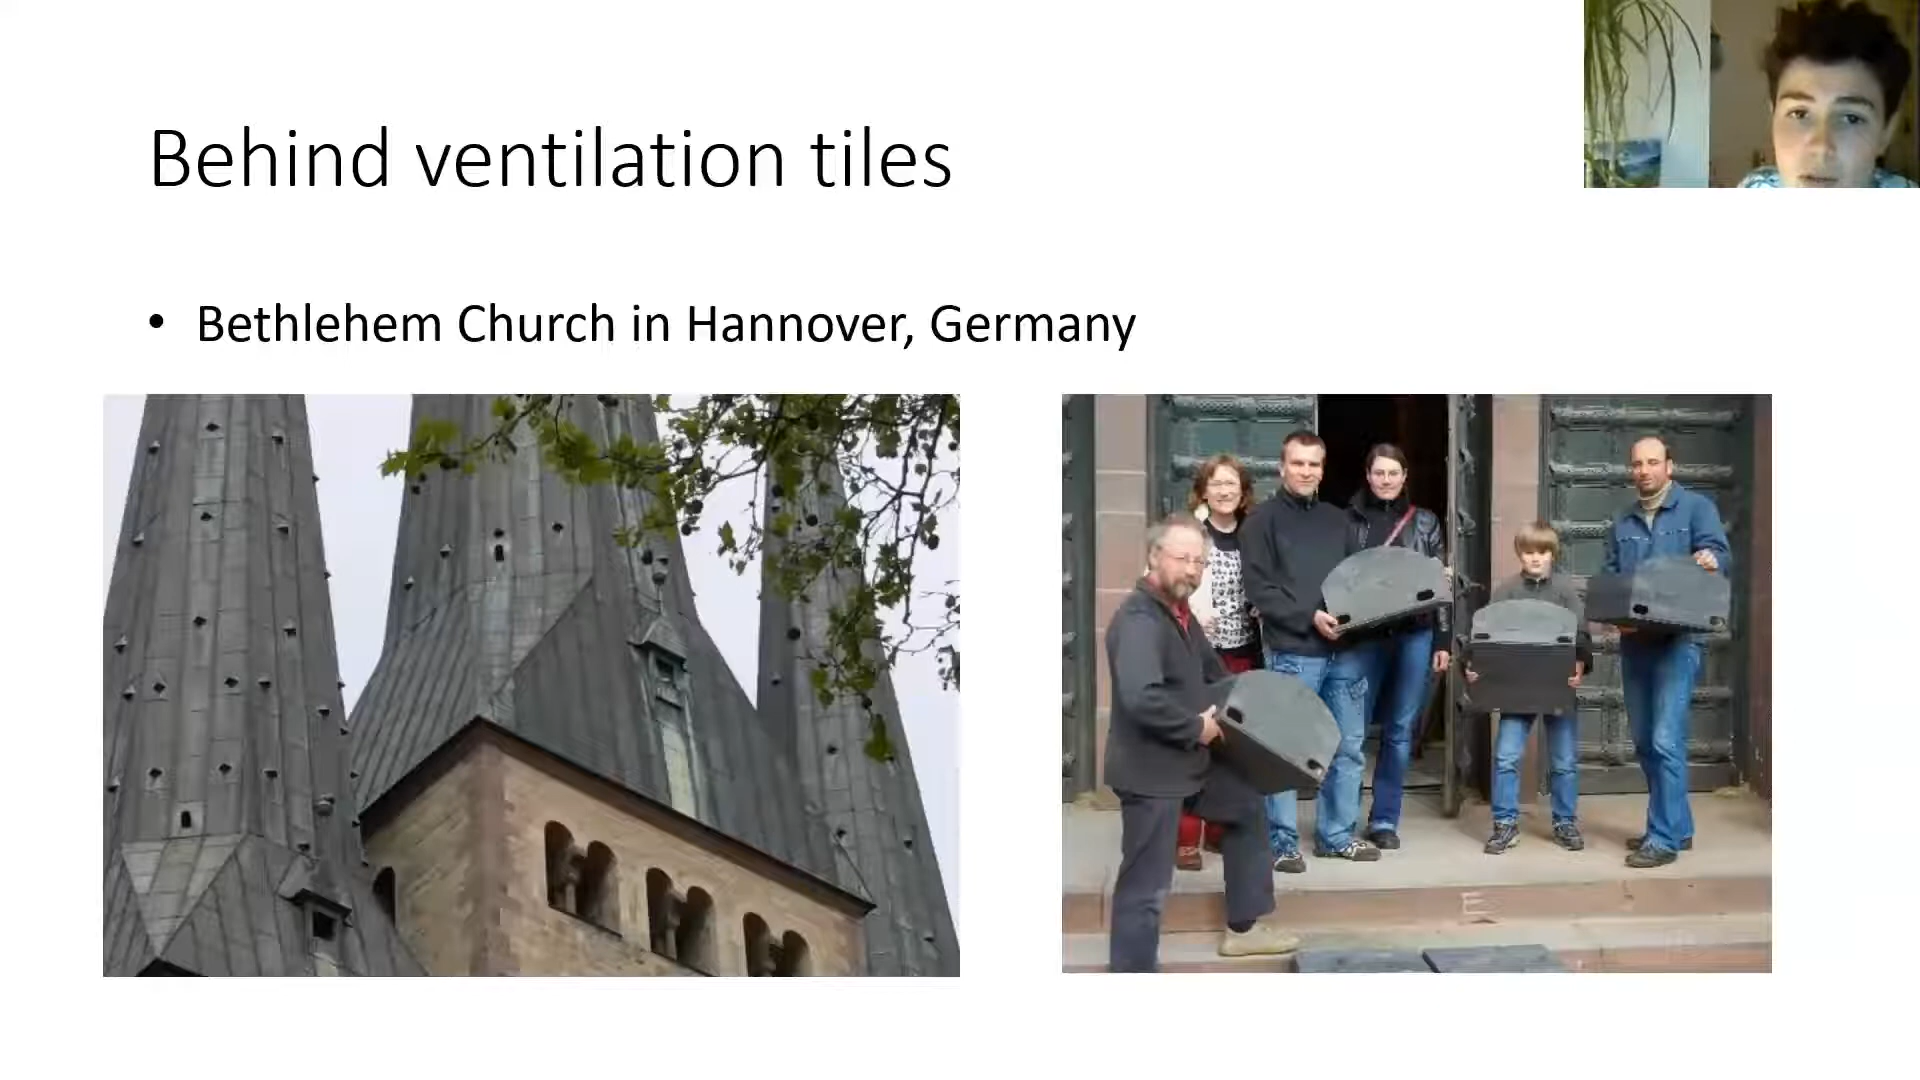 Behind ventilation tiles
• Bethlehem Church in Hannover, Germany